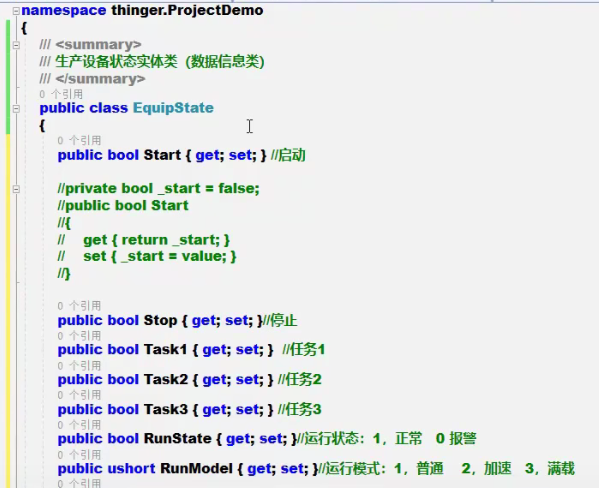 namespace thinger.ProjectDemo
{
/// <summary>
/// 生产设备状态实体类（数据信息类）
/// </summary>
0 个引用
public class EquipState
{
0 个引用
public bool Start { get; set; } //启动
//private bool _start = false;
//public bool Start
//{
//    get { return _start; }
//    set { _start = value; }
//}
0 个引用
public bool Stop { get; set; }//停止
0 个引用
public bool Task1 { get; set; }  //任务1
0 个引用
public bool Task2 { get; set; } //任务2
0 个引用
public bool Task3 { get; set; } //任务3
0 个引用
public bool RunState { get; set; }//运行状态：1，正常   0 报警
0 个引用
public ushort RunModel { get; set; }//运行模式：1，普通    2，加速   3，满载
0 个引用